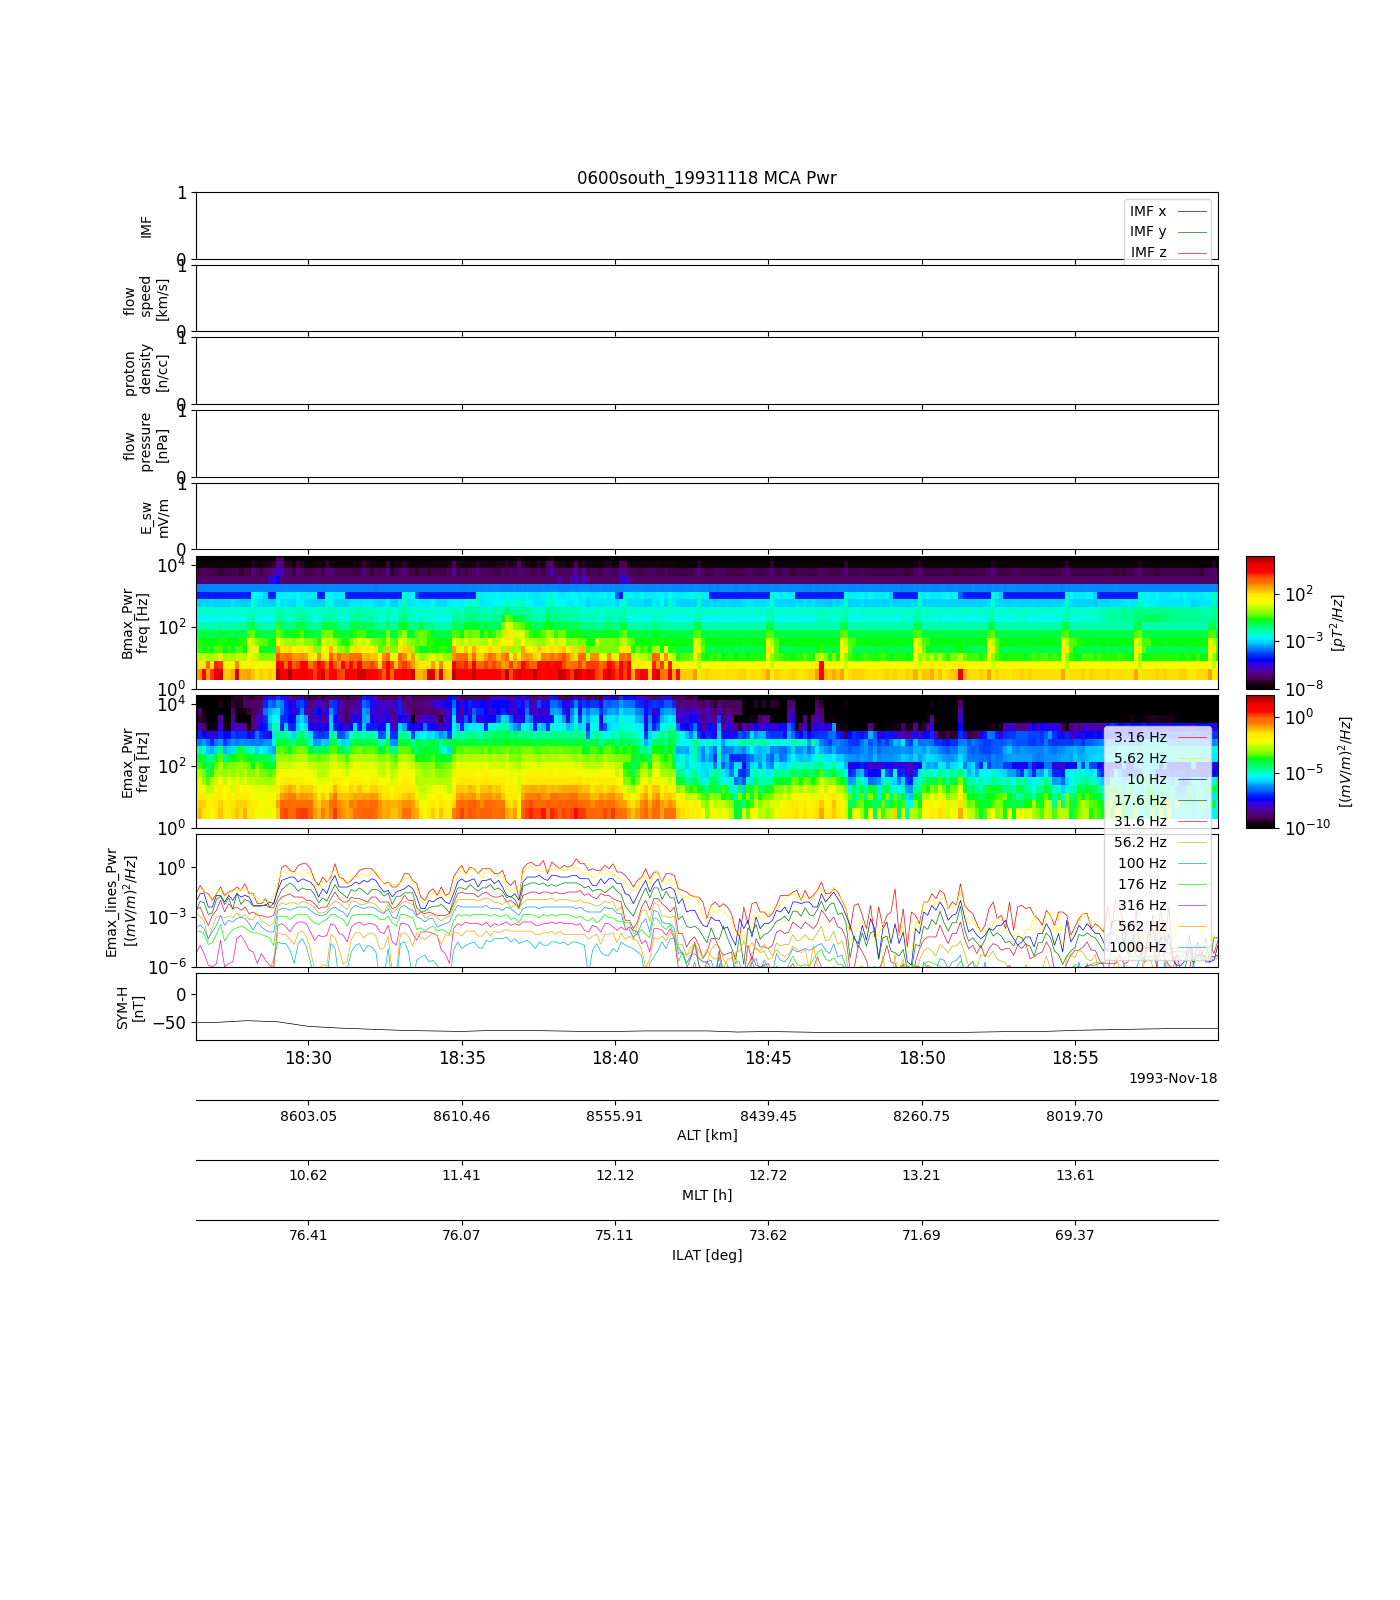 0600south_19931118 MCA Pwr
1
IMF
0
IMF x
IMF y
IMF z
1
flow
speed
[km/s]
0
1
proton
density
[n/cc]
0
1
flow
pressure
[nPa]
0
1
E_sw
mV/m
0
10^4
10^2
10^0
Bmax_Pwr
freq [Hz]
10^2
10^-3
10^-8
[pT^2/Hz]
10^4
10^2
10^0
Emax_Pwr
freq [Hz]
10^0
10^-5
10^-10
[(mV/m)^2/Hz]
3.16 Hz
5.62 Hz
10 Hz
17.6 Hz
31.6 Hz
56.2 Hz
100 Hz
176 Hz
316 Hz
562 Hz
1000 Hz
10^0
10^-3
10^-6
Emax_lines_Pwr
[(mV/m)^2/Hz]
0
−50
SYM-H
[nT]
18:30 18:35 18:40 18:45 18:50 18:55
1993-Nov-18
8603.05 8610.46 8555.91 8439.45 8260.75 8019.70
ALT [km]
10.62 11.41 12.12 12.72 13.21 13.61
MLT [h]
76.41 76.07 75.11 73.62 71.69 69.37
ILAT [deg]